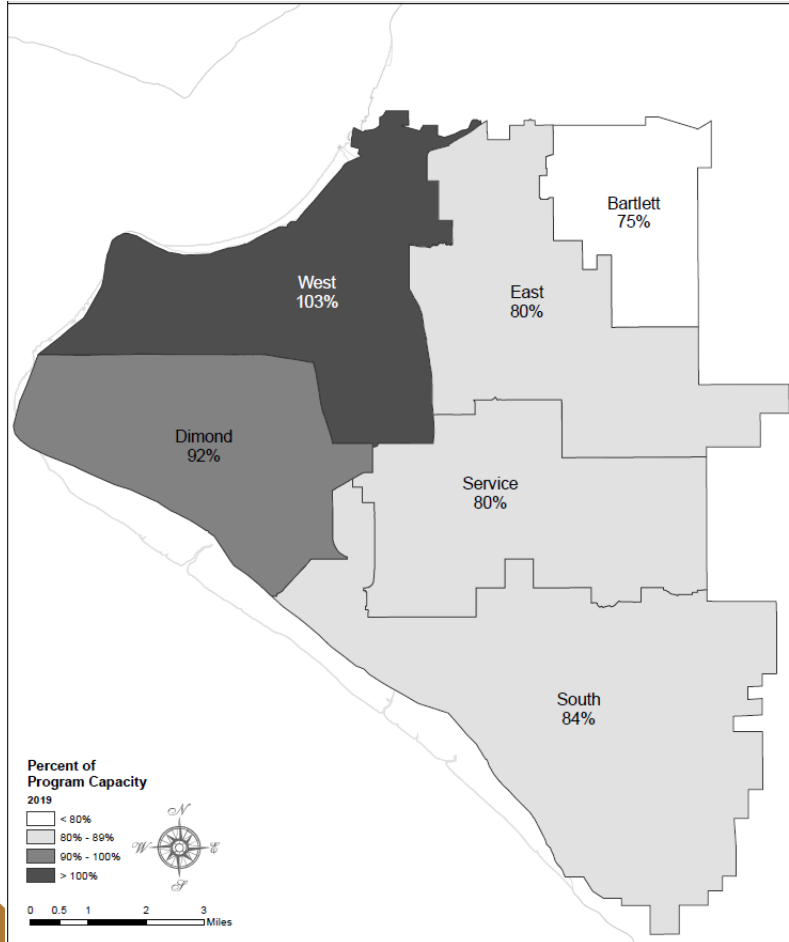 Bartlett
75%
West
103%
East
80%
Dimond
92%
Service
80%
South
84%
Percent of
Program Capacity
2019
< 80%
80% - 89%
90% - 100%
> 100%
N
W E
S
0 0.5 1 2 3
Miles